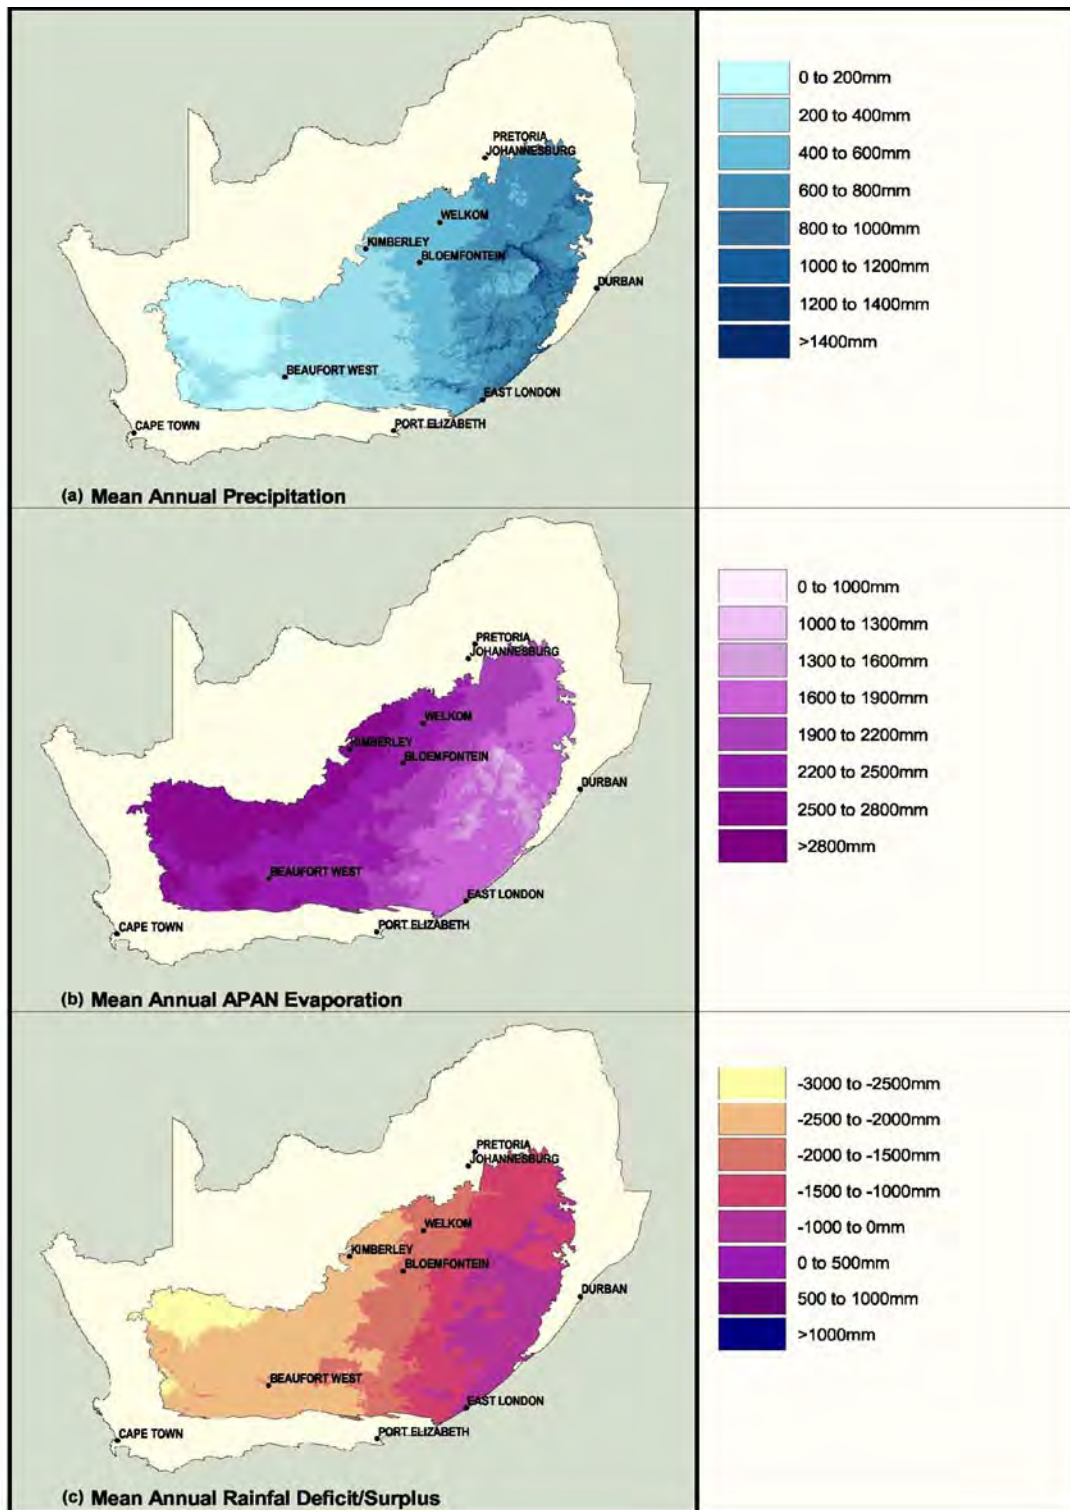 PRETORIA
JOHANNESBURG
WELKOM
KIMBERLEY
BLOEMFONTEIN
DURBAN
BEAUFORT WEST
EAST LONDON
CAPE TOWN
PORT ELIZABETH
(a) Mean Annual Precipitation
0 to 200mm
200 to 400mm
400 to 600mm
600 to 800mm
800 to 1000mm
1000 to 1200mm
1200 to 1400mm
>1400mm
PRETORIA
JOHANNESBURG
WELKOM
KIMBERLEY
BLOEMFONTEIN
DURBAN
BEAUFORT WEST
EAST LONDON
CAPE TOWN
PORT ELIZABETH
(b) Mean Annual APAN Evaporation
0 to 1000mm
1000 to 1300mm
1300 to 1600mm
1600 to 1900mm
1900 to 2200mm
2200 to 2500mm
2500 to 2800mm
>2800mm
PRETORIA
JOHANNESBURG
WELKOM
KIMBERLEY
BLOEMFONTEIN
DURBAN
BEAUFORT WEST
EAST LONDON
CAPE TOWN
PORT ELIZABETH
(c) Mean Annual Rainfal Deficit/Surplus
-3000 to -2500mm
-2500 to -2000mm
-2000 to -1500mm
-1500 to -1000mm
-1000 to 0mm
0 to 500mm
500 to 1000mm
>1000mm